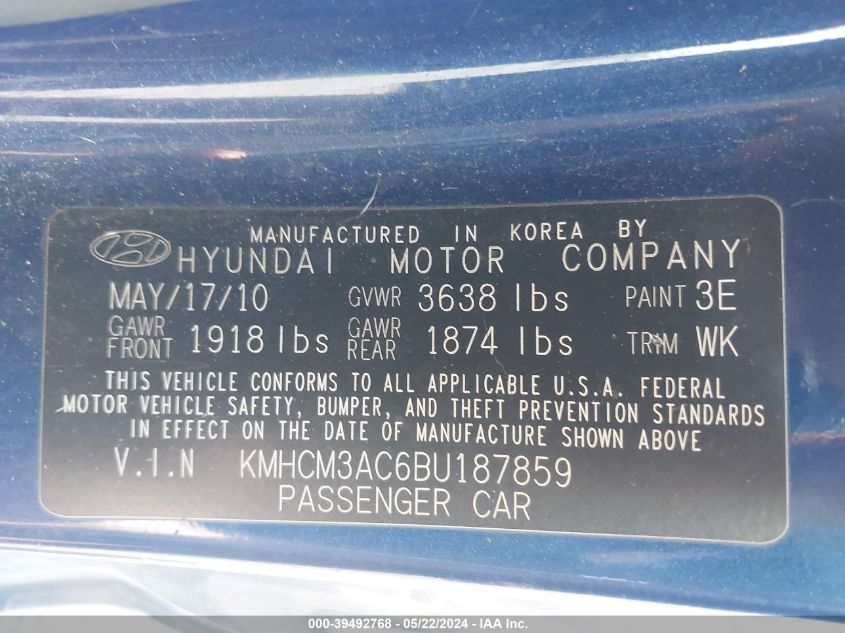 MANUFACTURED IN KOREA BY
HYUNDAI MOTOR COMPANY
MAY/17/10 GVWR 3638 lbs PAINT 3E
GAWR FRONT 1918 lbs GAWR REAR 1874 lbs TRIM WK
THIS VEHICLE CONFORMS TO ALL APPLICABLE U.S.A. FEDERAL
MOTOR VEHICLE SAFETY, BUMPER, AND THEFT PREVENTION STANDARDS
IN EFFECT ON THE DATE OF MANUFACTURE SHOWN ABOVE
V.I.N KMHCM3AC6BU187859
PASSENGER CAR
000-39492768 - 05/22/2024 - IAA Inc.